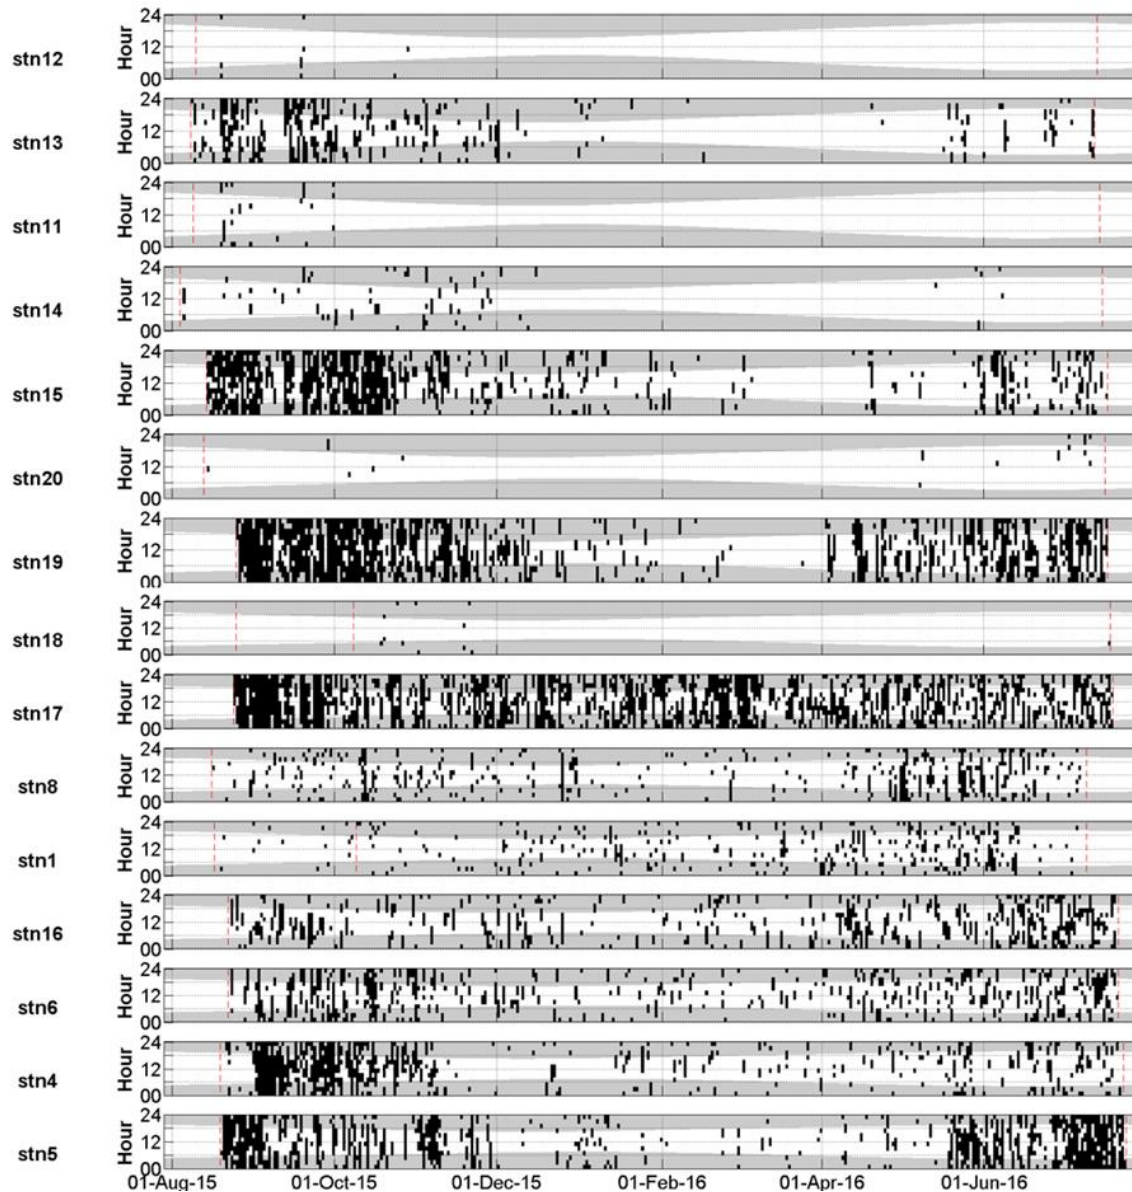 24
stn12 Hour 12
00
24
stn13 Hour 12
00
24
stn11 Hour 12
00
24
stn14 Hour 12
00
24
stn15 Hour 12
00
24
stn20 Hour 12
00
24
stn19 Hour 12
00
24
stn18 Hour 12
00
24
stn17 Hour 12
00
24
stn8 Hour 12
00
24
stn1 Hour 12
00
24
stn16 Hour 12
00
24
stn6 Hour 12
00
24
stn4 Hour 12
00
24
stn5 Hour 12
00
01-Aug-15 01-Oct-15 01-Dec-15 01-Feb-16 01-Apr-16 01-Jun-16